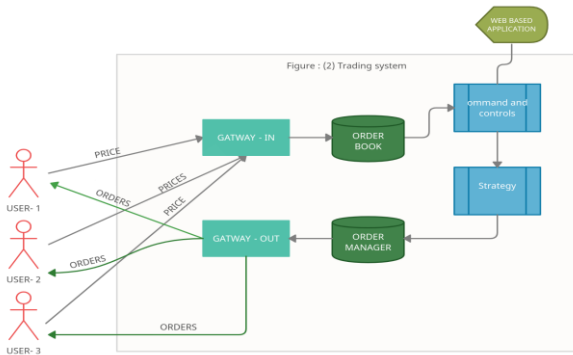 WEB BASED
APPLICATION
Figure : (2) Trading system
ommand and
controls
GATWAY - IN
ORDER
BOOK
PRICE
USER- 1
ORDERS
PRICES
PRICE
Strategy
GATWAY - OUT
ORDER
MANAGER
USER- 2
ORDERS
ORDERS
USER- 3